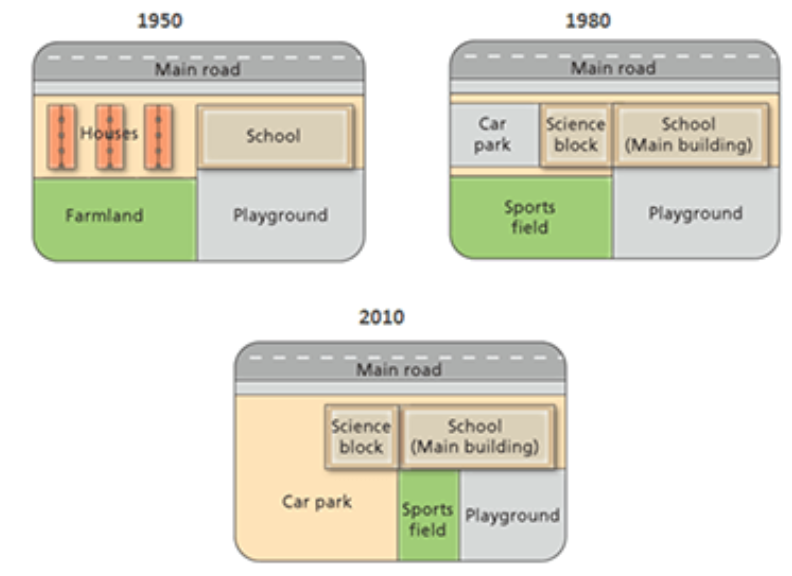 1950
Main road
Houses
School
Farmland
Playground
1980
Main road
Car
park
Science
block
School
(Main building)
Sports
field
Playground
2010
Main road
Science
block
School
(Main building)
Car park
Sports
field
Playground